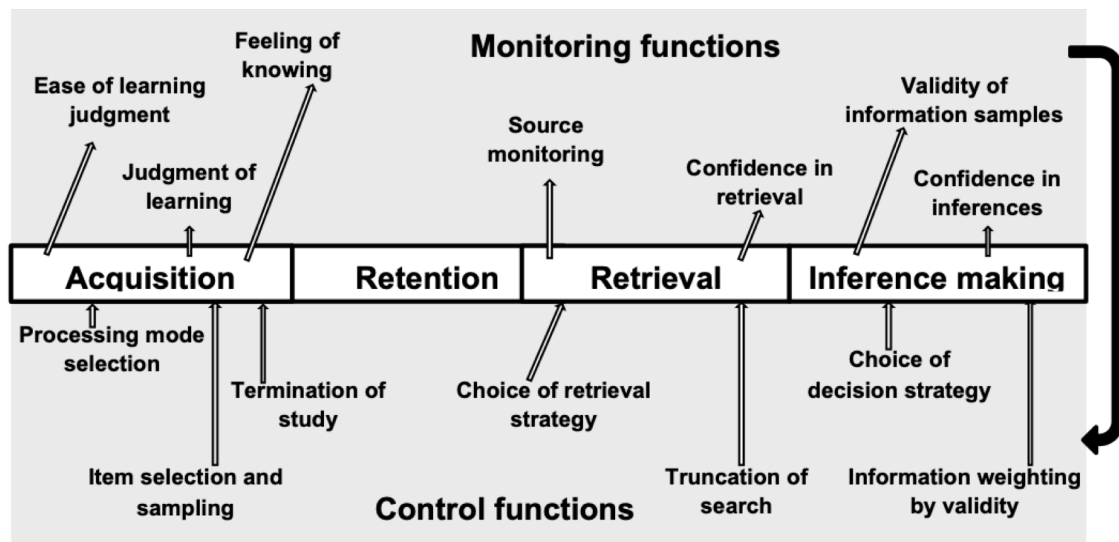 Monitoring functions
Feeling of
knowing
Ease of learning
judgment
Judgment of
learning
Source
monitoring
Confidence in
retrieval
Validity of
information samples
Confidence in
inferences
Acquisition
Retention
Retrieval
Inference making
Processing mode
selection
Termination of
study
Item selection and
sampling
Choice of retrieval
strategy
Truncation of
search
Choice of
decision strategy
Information weighting
by validity
Control functions